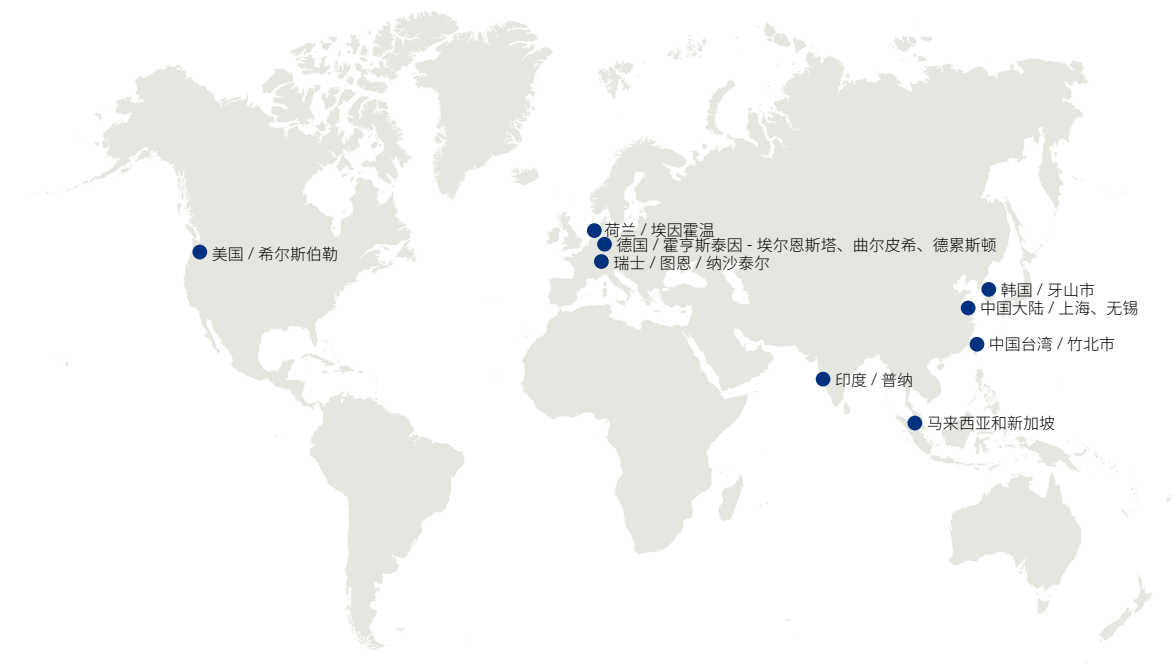 荷兰 / 埃因霍温
德国 / 霍亨斯泰因 - 埃尔恩斯塔、曲尔皮希、德累斯顿
美国 / 希尔斯伯勒
瑞士 / 图恩 / 纳沙泰尔
韩国 / 牙山市
中国大陆 / 上海、无锡
中国台湾 / 竹北市
印度 / 普纳
马来西亚和新加坡